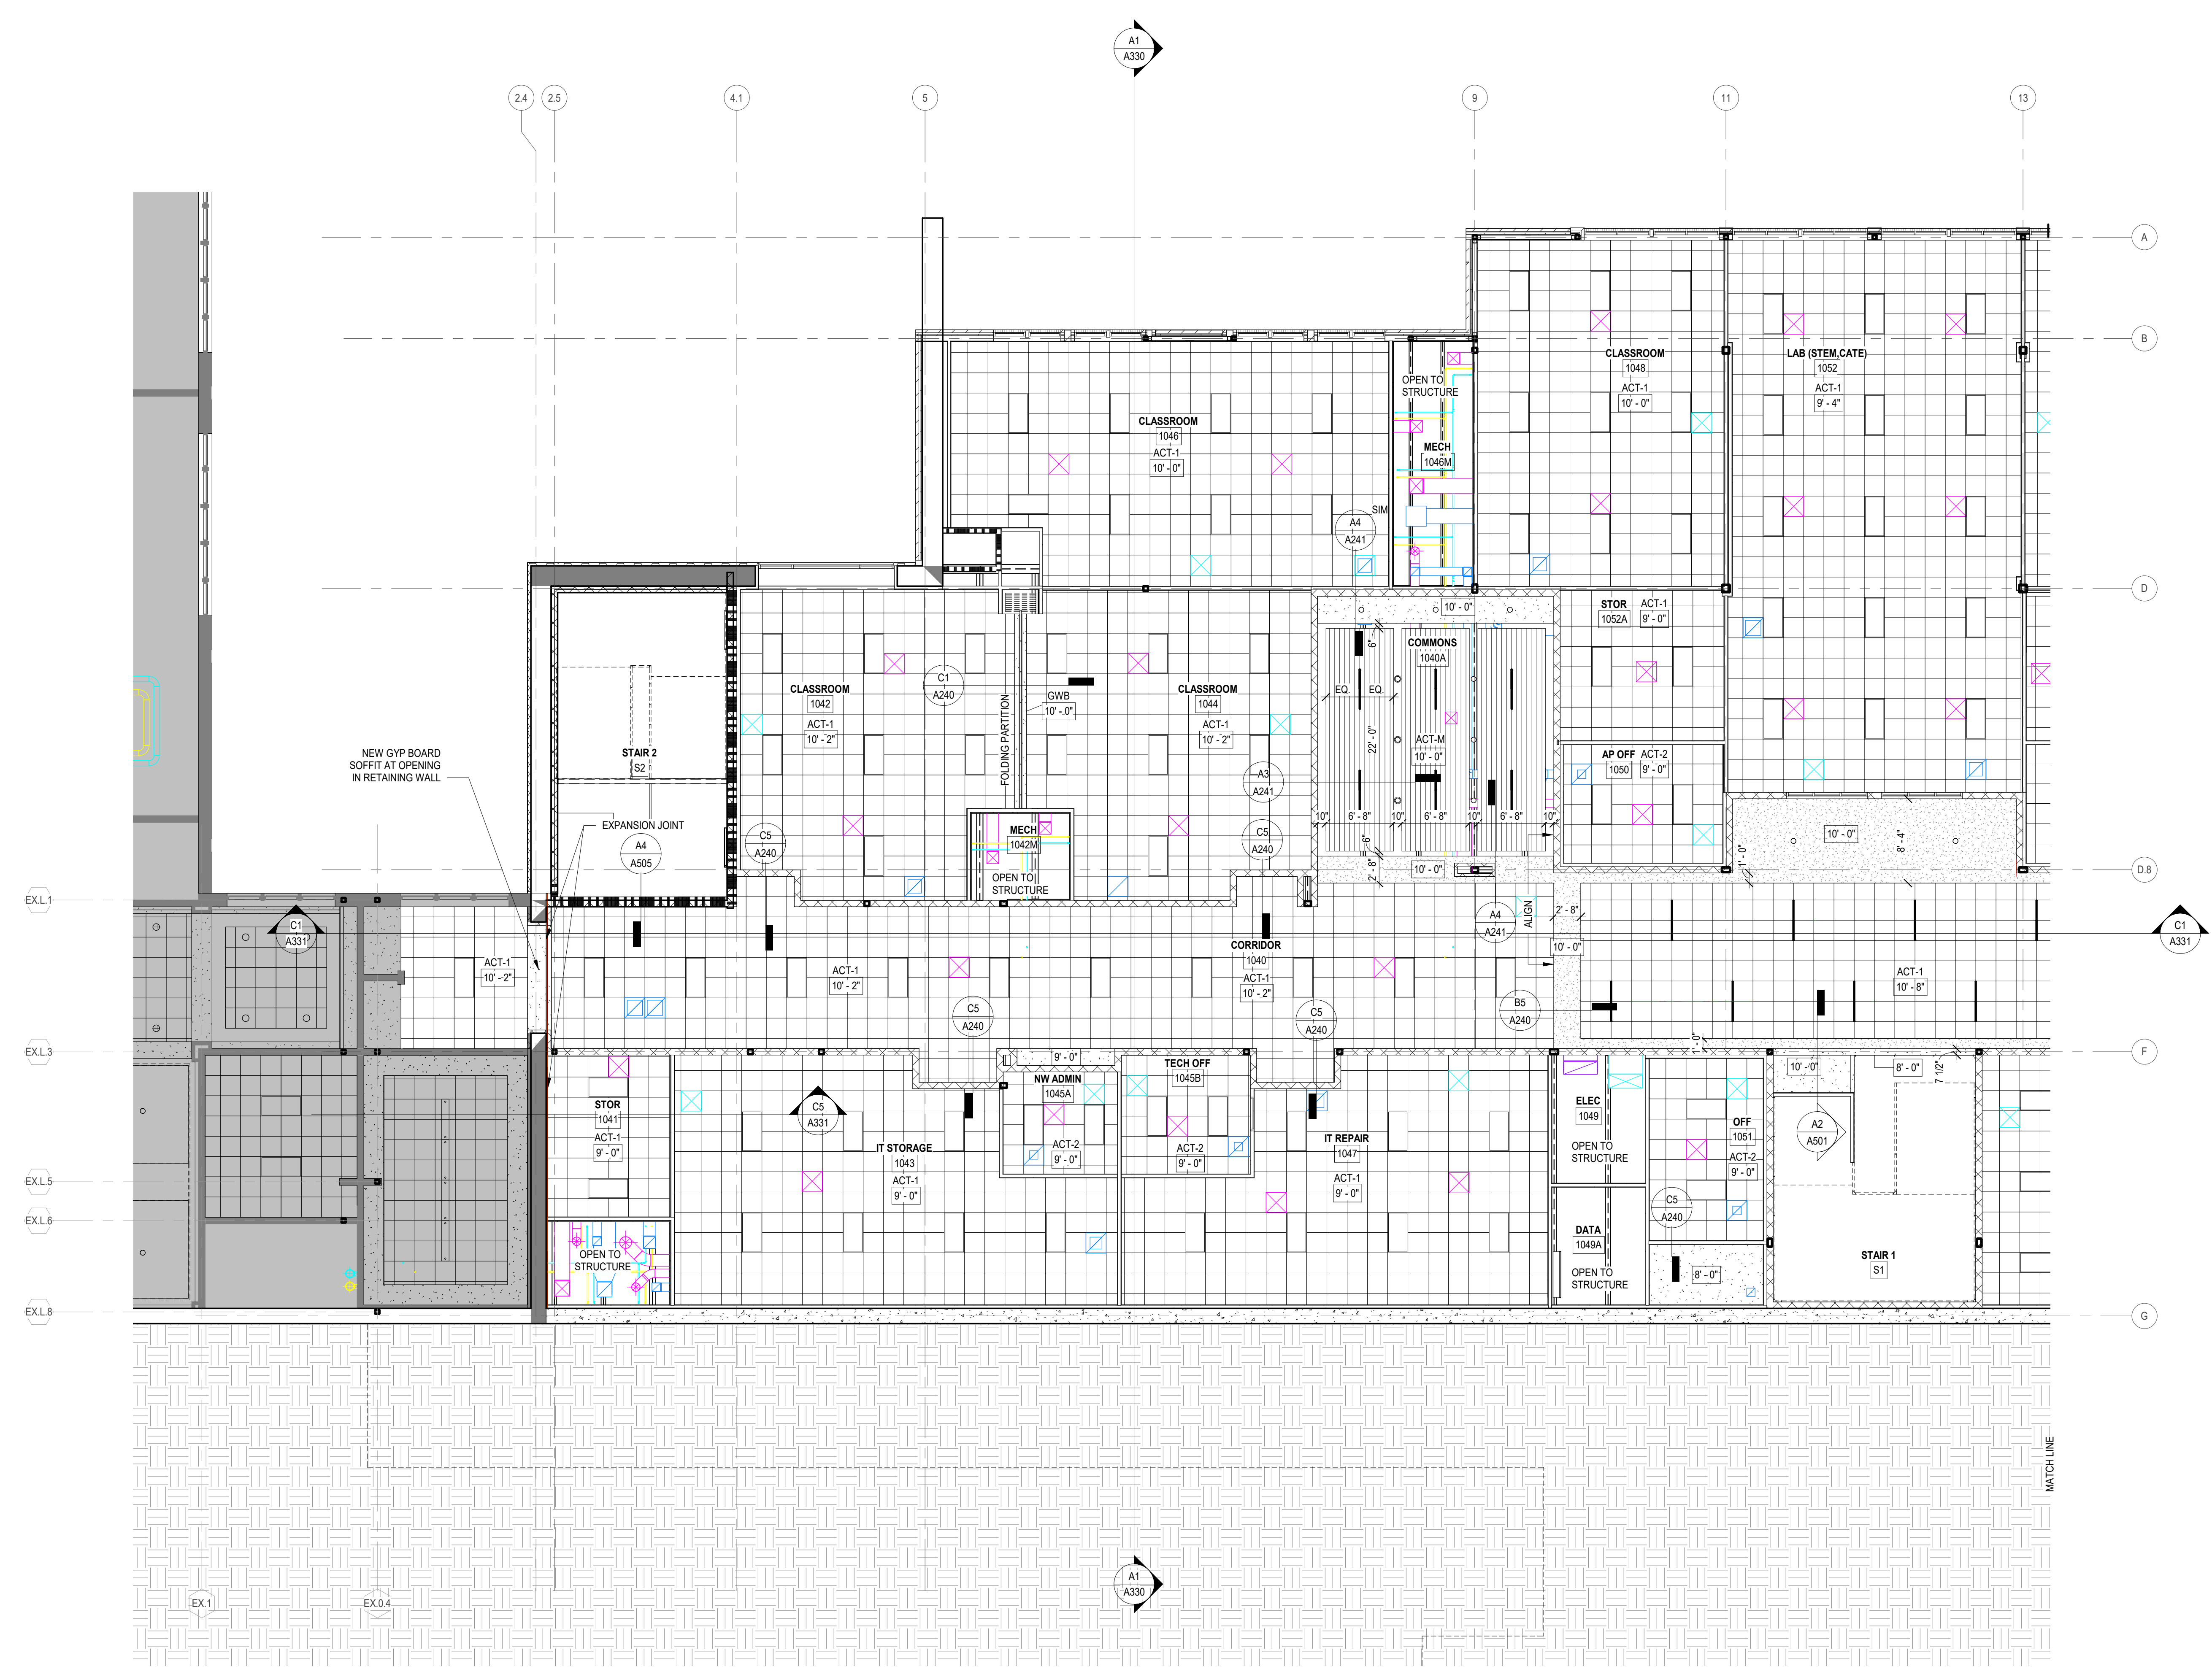 A1
A330
2.4
2.5
4.1
5
9
11
13
A
B
D
D.8
F
G
EX.L.1
EX.L.3
EX.L.5
EX.L.6
EX.L.8
EX.1
EX.0.4
CLASSROOM
1046
ACT-1
10' - 0"
OPEN TO
STRUCTURE
MECH
1046M
SIM
A4
A241
CLASSROOM
1048
ACT-1
10' - 0"
LAB (STEM,CATE)
1052
ACT-1
9' - 4"
STOR
1052A
ACT-1
9' - 0"
AP OFF
1050
ACT-2
9' - 0"
10' - 0"
COMMONS
1040A
6"
EQ.
EQ.
22' - 0"
ACT-M
10' - 0"
10"
6' - 8"
10"
6' - 8"
10"
6' - 8"
10"
6"
2' - 8"
10' - 0"
CLASSROOM
1042
ACT-1
10' - 2"
C1
A240
FOLDING PARTITION
GWB
10' - 0"
CLASSROOM
1044
ACT-1
10' - 2"
A3
A241
C5
A240
C5
A240
MECH
1042M
OPEN TO
STRUCTURE
STAIR 2
S2
NEW GYP BOARD
SOFFIT AT OPENING
IN RETAINING WALL
EXPANSION JOINT
A4
A505
10' - 0"
8' - 4"
1' - 0"
C1
A331
ACT-1
10' - 2"
ACT-1
10' - 2"
CORRIDOR
1040
ACT-1
10' - 2"
A4
A241
ALIGN
2' - 8"
10' - 0"
ACT-1
10' - 8"
C1
A331
C5
A240
C5
A240
B5
A240
1' - 0"
9' - 0"
NW ADMIN
1045A
ACT-2
9' - 0"
TECH OFF
1045B
ACT-2
9' - 0"
STOR
1041
ACT-1
9' - 0"
C5
A331
IT STORAGE
1043
ACT-1
9' - 0"
IT REPAIR
1047
ACT-1
9' - 0"
ELEC
1049
OPEN TO
STRUCTURE
DATA
1049A
OPEN TO
STRUCTURE
OFF
1051
ACT-2
9' - 0"
C5
A240
8' - 0"
10' - 0"
8' - 0"
7 1/2"
A2
A501
STAIR 1
S1
OPEN TO
STRUCTURE
MATCH LINE
A1
A330